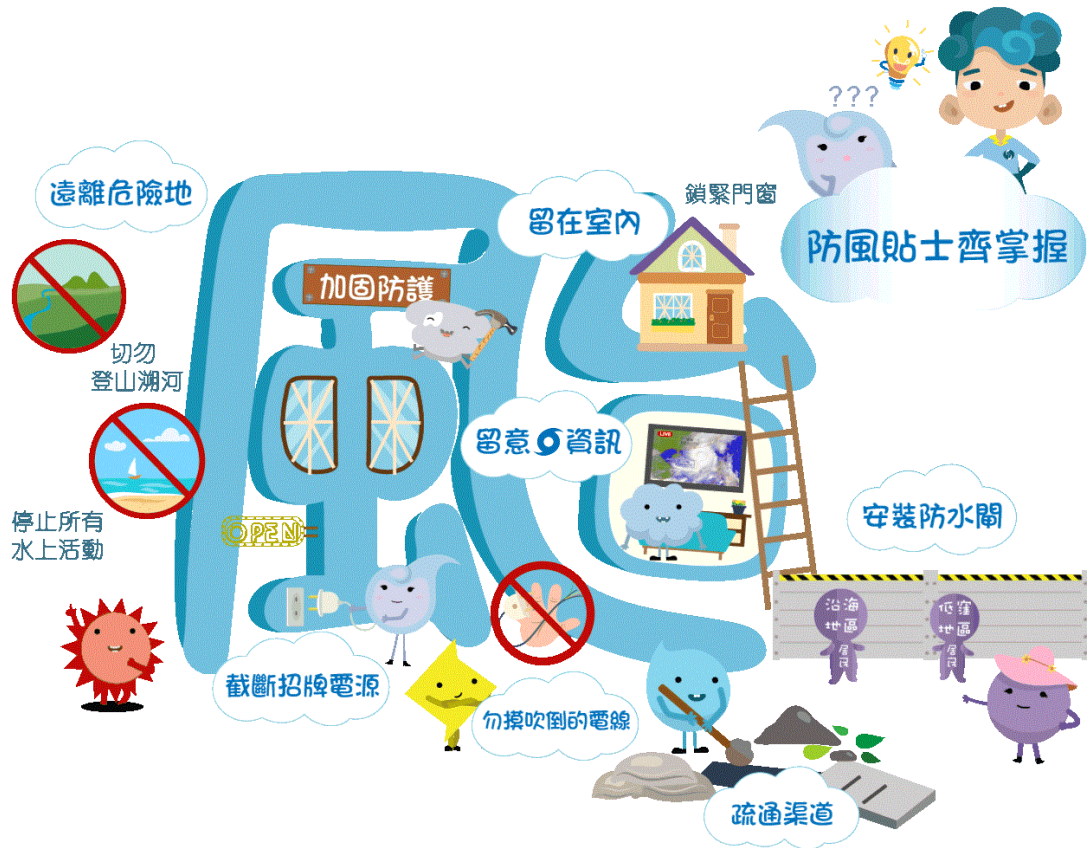 ???
防風貼士齊掌握
遠離危險地
切勿
登山溯河
停止所有
水上活動
加固防護
留在室內
鎖緊門窗
留意資訊
LIVE
OPEN
截斷招牌電源
勿摸吹倒的電線
安裝防水閘
沿海
地區
居民
低窪
地區
居民
疏通渠道
風